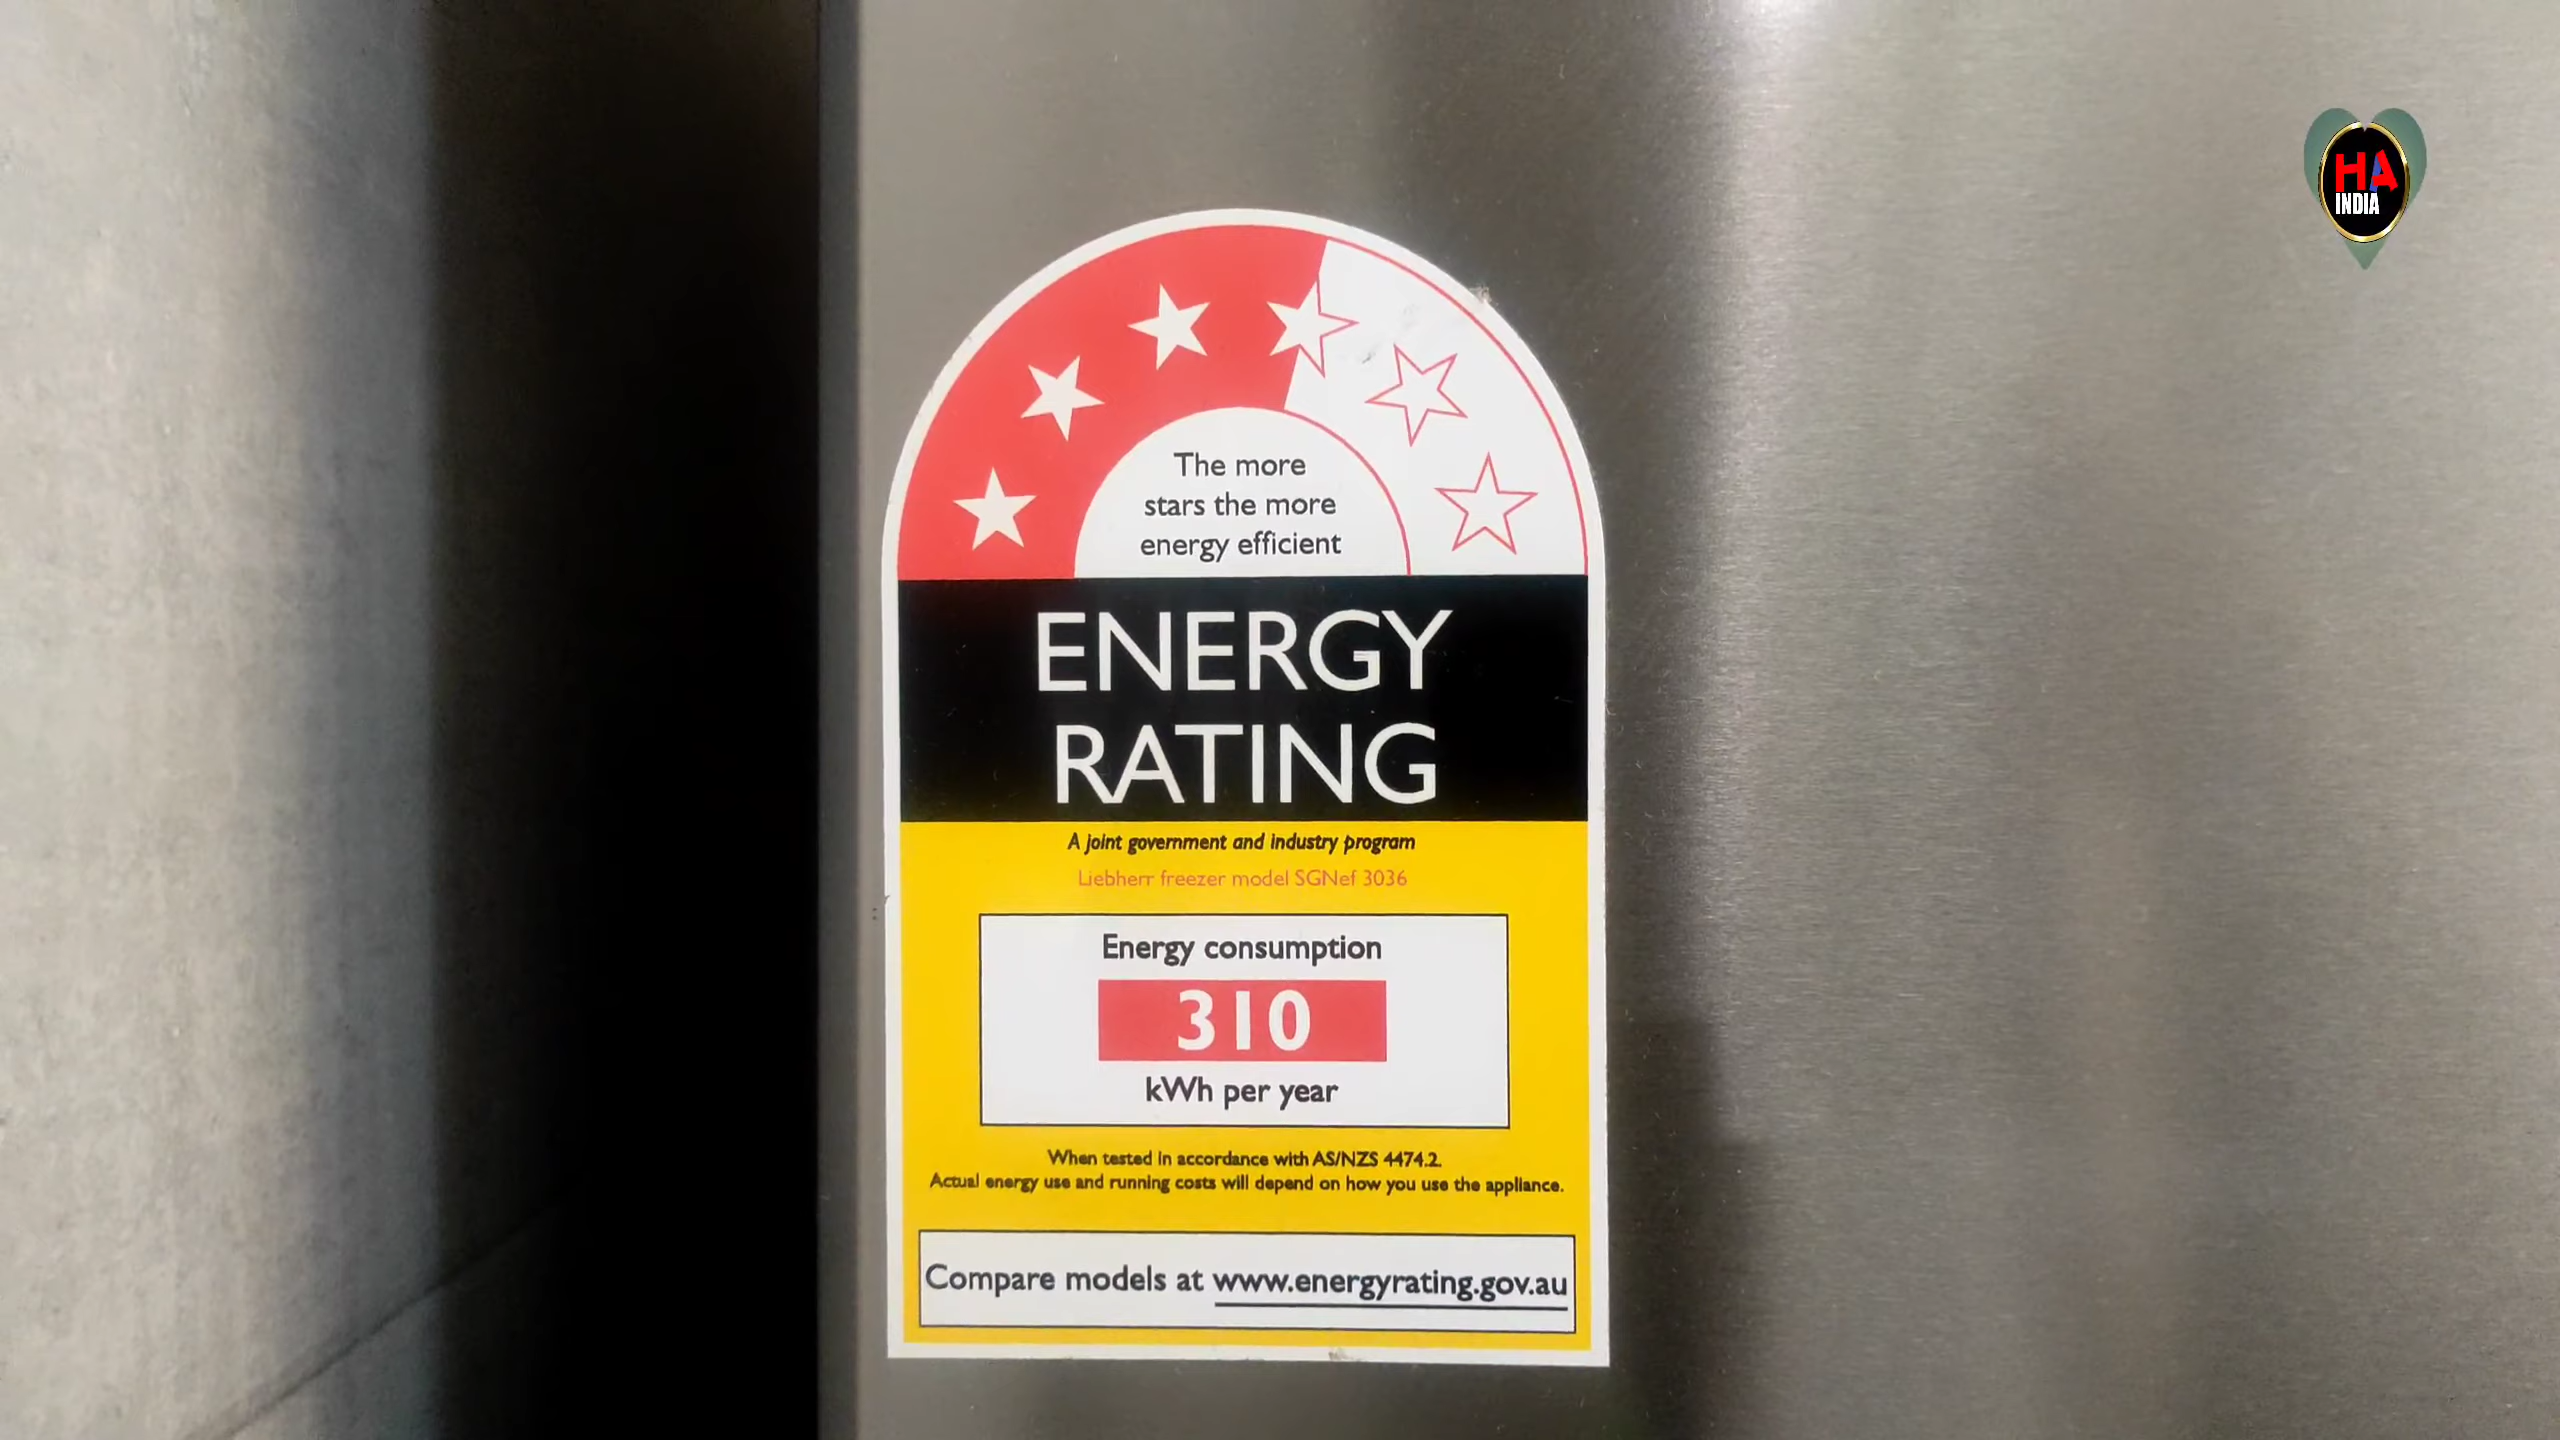 HA
INDIA
The more
stars the more
energy efficient
ENERGY
RATING
A joint government and industry program
Liebherr freezer model SGNef 3036
Energy consumption
310
kWh per year
When tested in accordance with AS/NZS 4474.2.
Actual energy use and running costs will depend on how you use the appliance.
Compare models at www.energyrating.gov.au